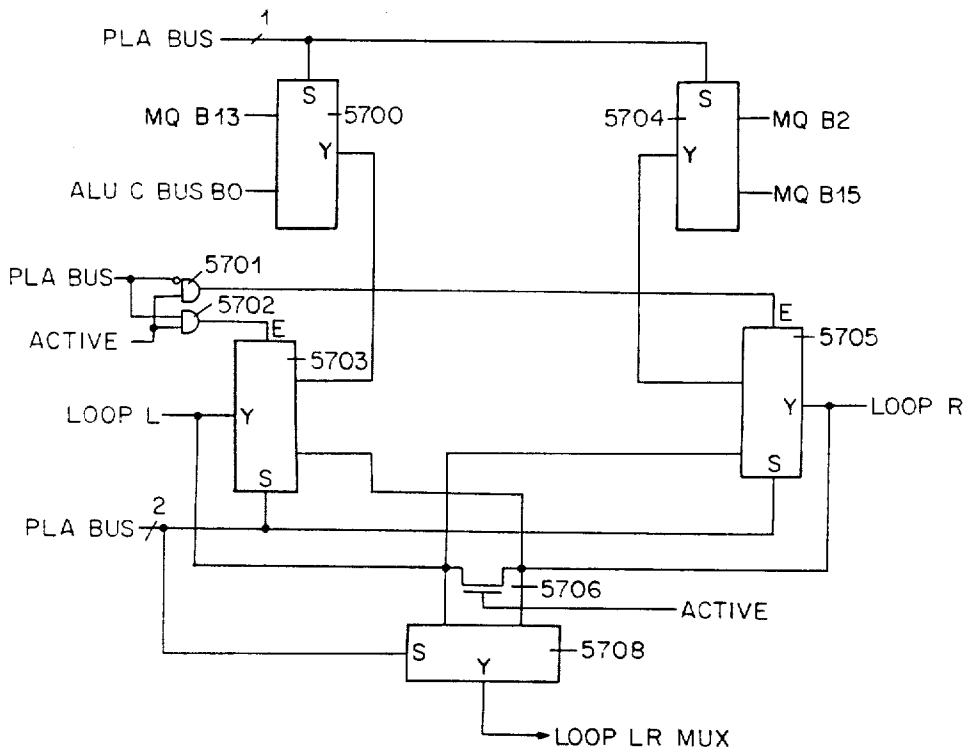 1
PLA BUS
S
S
MQ B13
5700
5704
MQ B2
Y
Y
ALU C BUS B0
MQ B15
5701
PLA BUS
5702
E
E
ACTIVE
5703
5705
LOOP L
Y
Y
LOOP R
S
S
2
PLA BUS
5706
ACTIVE
S
5708
Y
LOOP LR MUX